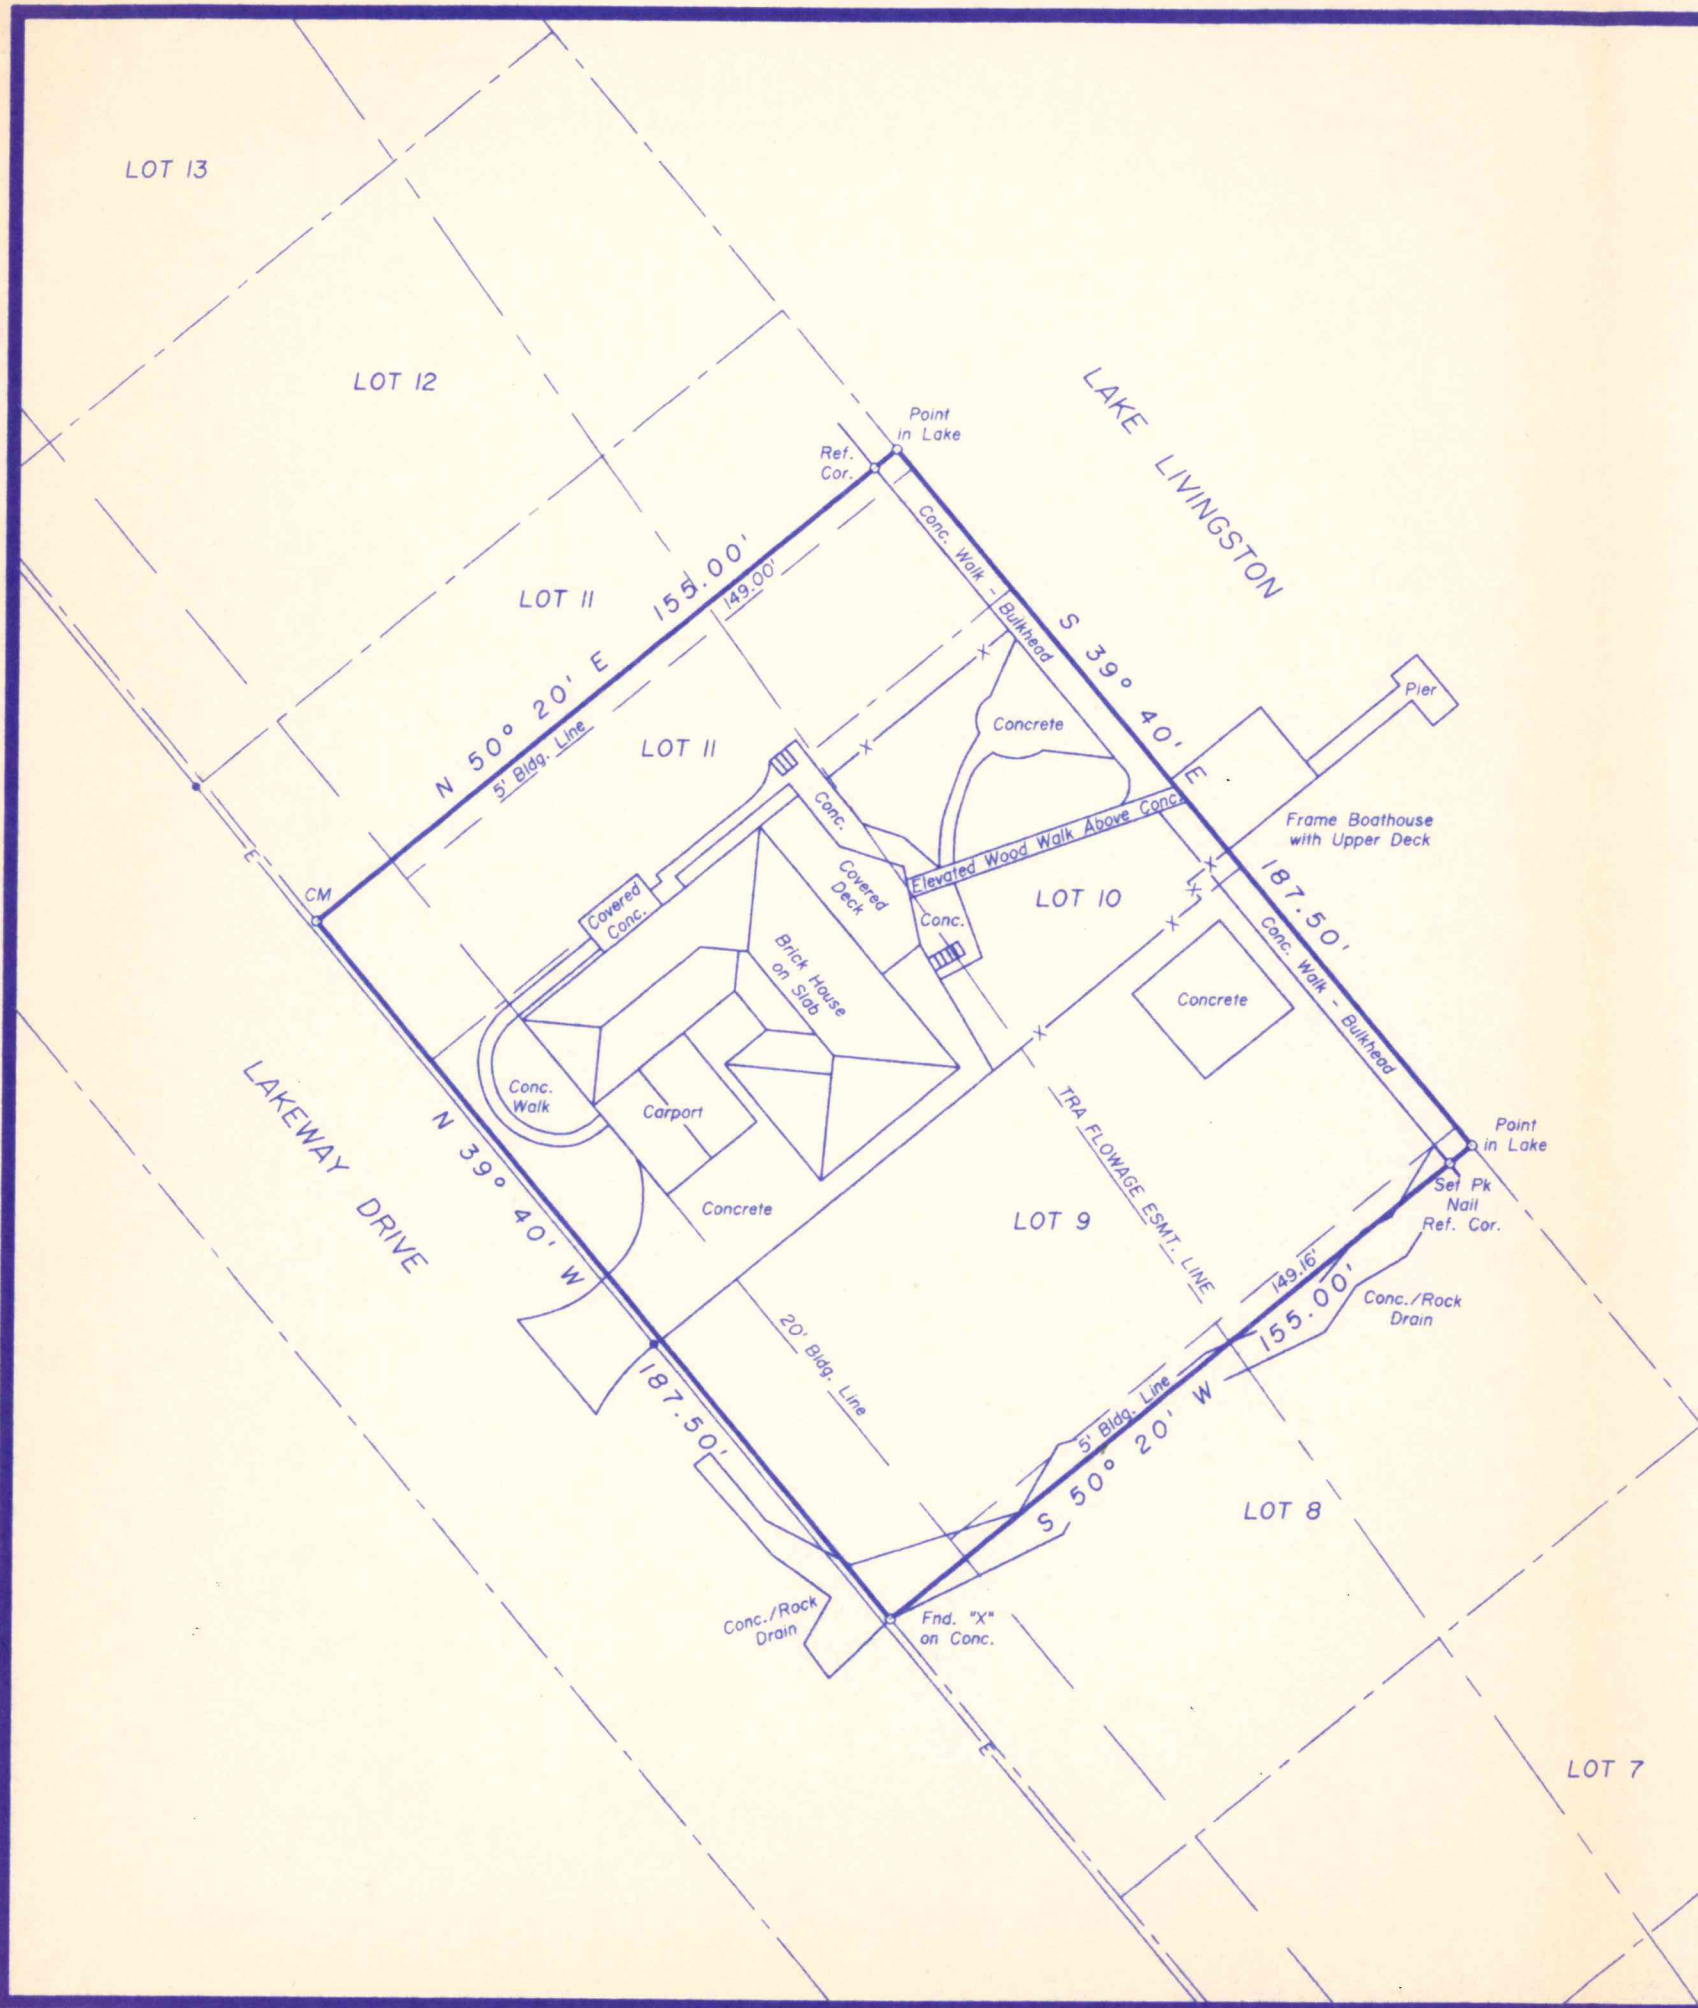 LOT 13
LOT 12
LAKE LIVINGSTON
Point
in Lake
Ref.
Cor.
Conc. Walk - Bulkhead
LOT 11
155.00'
149.00'
N 50° 20' E
5' Bldg. Line
S 39° 40' E
187.50'
Pier
LOT 11
X
X
Concrete
Frame Boathouse
with Upper Deck
Conc.
Elevated Wood Walk Above Conc.
E
CM
Covered
Conc.
Covered
Deck
Conc.
LOT 10
X
X
X
X
Brick House
on Slab
Concrete
Conc. Walk - Bulkhead
LAKEWAY DRIVE
Conc.
Walk
Carport
Concrete
N 39° 40' W
187.50'
TRA FLOWAGE ESMT. LINE
LOT 9
Point
in Lake
Set Pk
Nail
Ref. Cor.
149.16'
155.00'
Conc./Rock
Drain
20' Bldg. Line
5' Bldg. Line
S 50° 20' W
LOT 8
Conc./Rock
Drain
Fnd. "X"
on Conc.
E
LOT 7